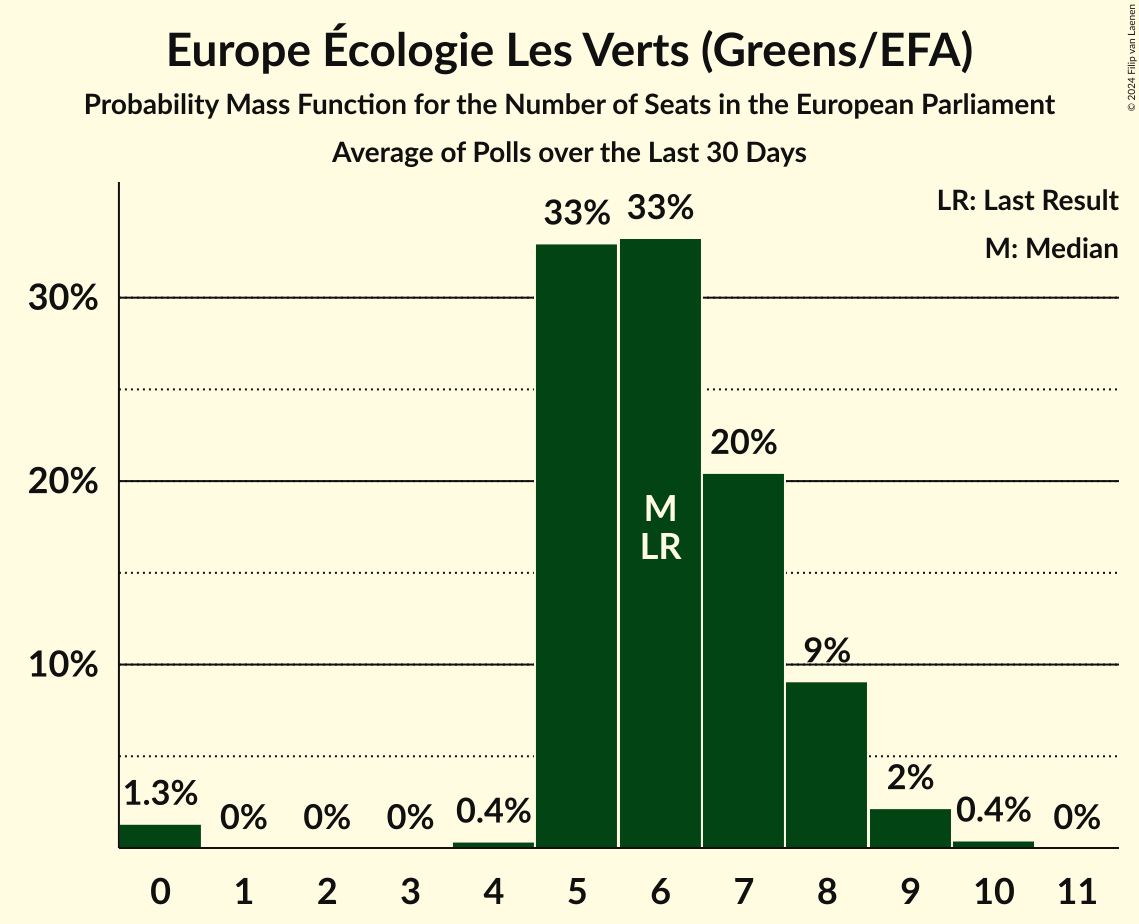 Europe Écologie Les Verts (Greens/EFA)
Probability Mass Function for the Number of Seats in the European Parliament
Average of Polls over the Last 30 Days
© 2024 Filip van Laenen
LR: Last Result
M: Median
33% 33%
30%
20%
20%
M
LR
10%
9%
1.3% 0% 0% 0% 0.4% 2% 0.4% 0%
0 1 2 3 4 5 6 7 8 9 10 11